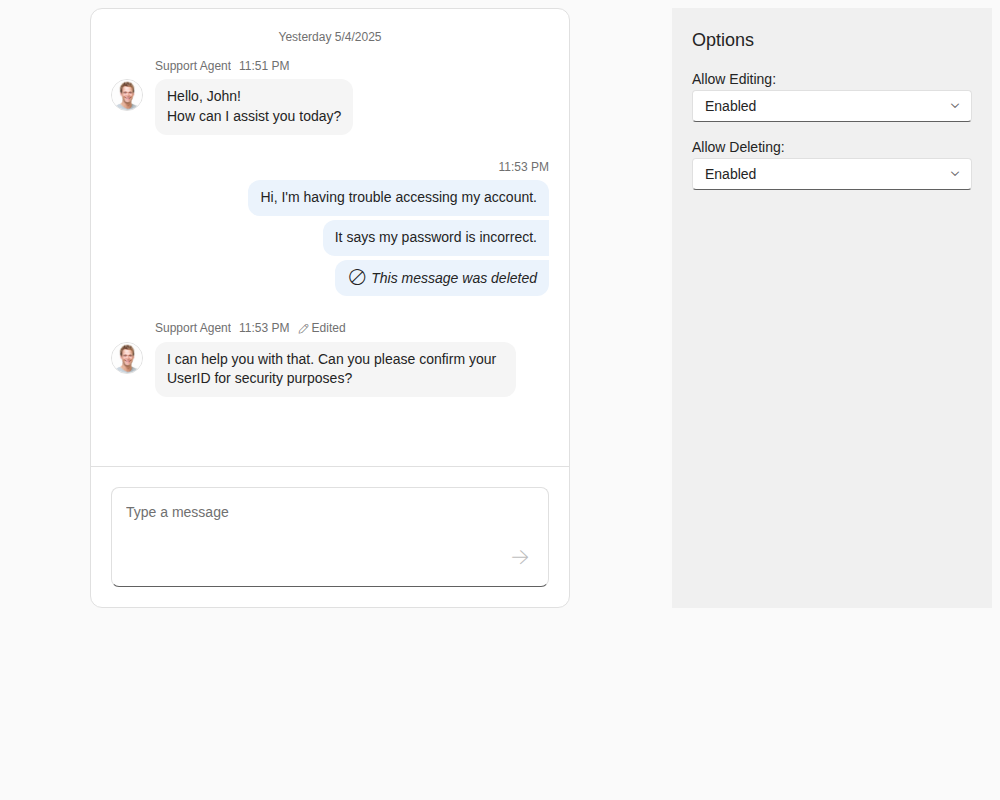 Yesterday 5/4/2025
Support Agent 11:51 PM
Hello, John!
How can I assist you today?
11:53 PM
Hi, I'm having trouble accessing my account.
It says my password is incorrect.
This message was deleted
Support Agent 11:53 PM Edited
I can help you with that. Can you please confirm your
UserID for security purposes?
Type a message
Options
Allow Editing:
Enabled
Allow Deleting:
Enabled